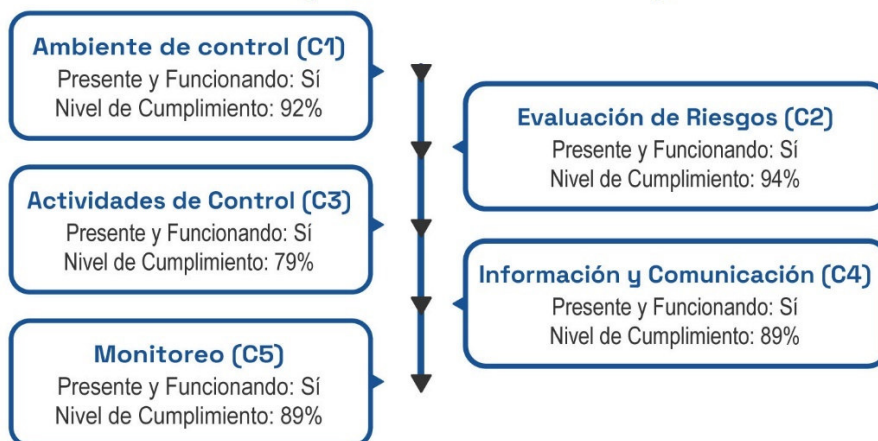 Ambiente de control (C1)
Presente y Funcionando: Sí
Nivel de Cumplimiento: 92%
Evaluación de Riesgos (C2)
Presente y Funcionando: Sí
Nivel de Cumplimiento: 94%
Actividades de Control (C3)
Presente y Funcionando: Sí
Nivel de Cumplimiento: 79%
Información y Comunicación (C4)
Presente y Funcionando: Sí
Nivel de Cumplimiento: 89%
Monitoreo (C5)
Presente y Funcionando: Sí
Nivel de Cumplimiento: 89%